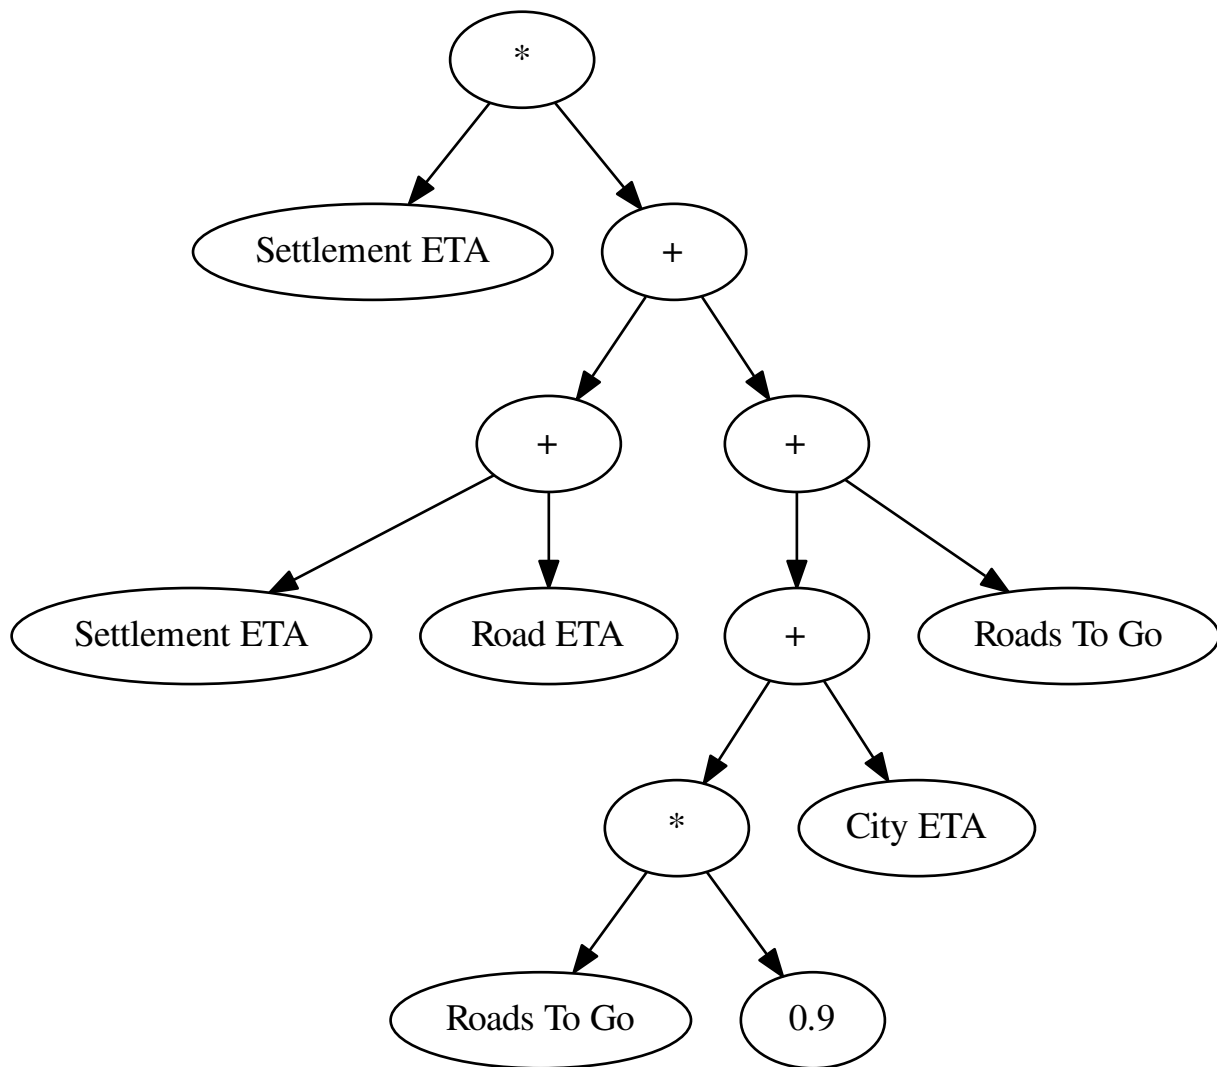 *
Settlement ETA
+
+
+
Settlement ETA
Road ETA
+
Roads To Go
*
City ETA
Roads To Go
0.9